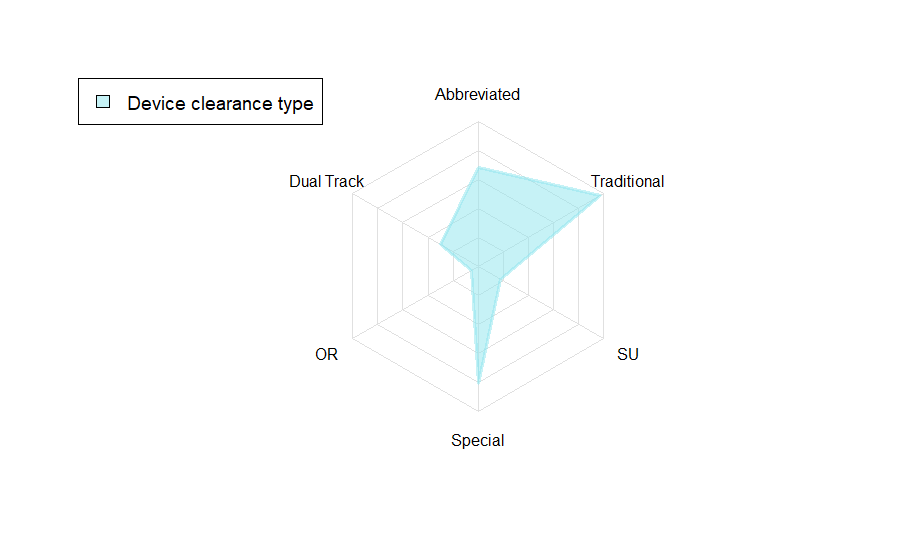 Device clearance type
Abbreviated
Dual Track
Traditional
OR
SU
Special